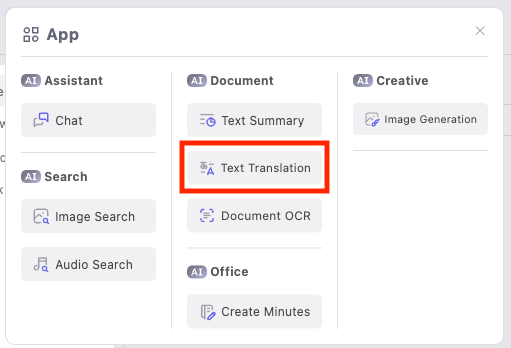 App
AI Assistant
Chat
AI Search
Image Search
Audio Search
AI Document
Text Summary
Text Translation
Document OCR
AI Office
Create Minutes
AI Creative
Image Generation